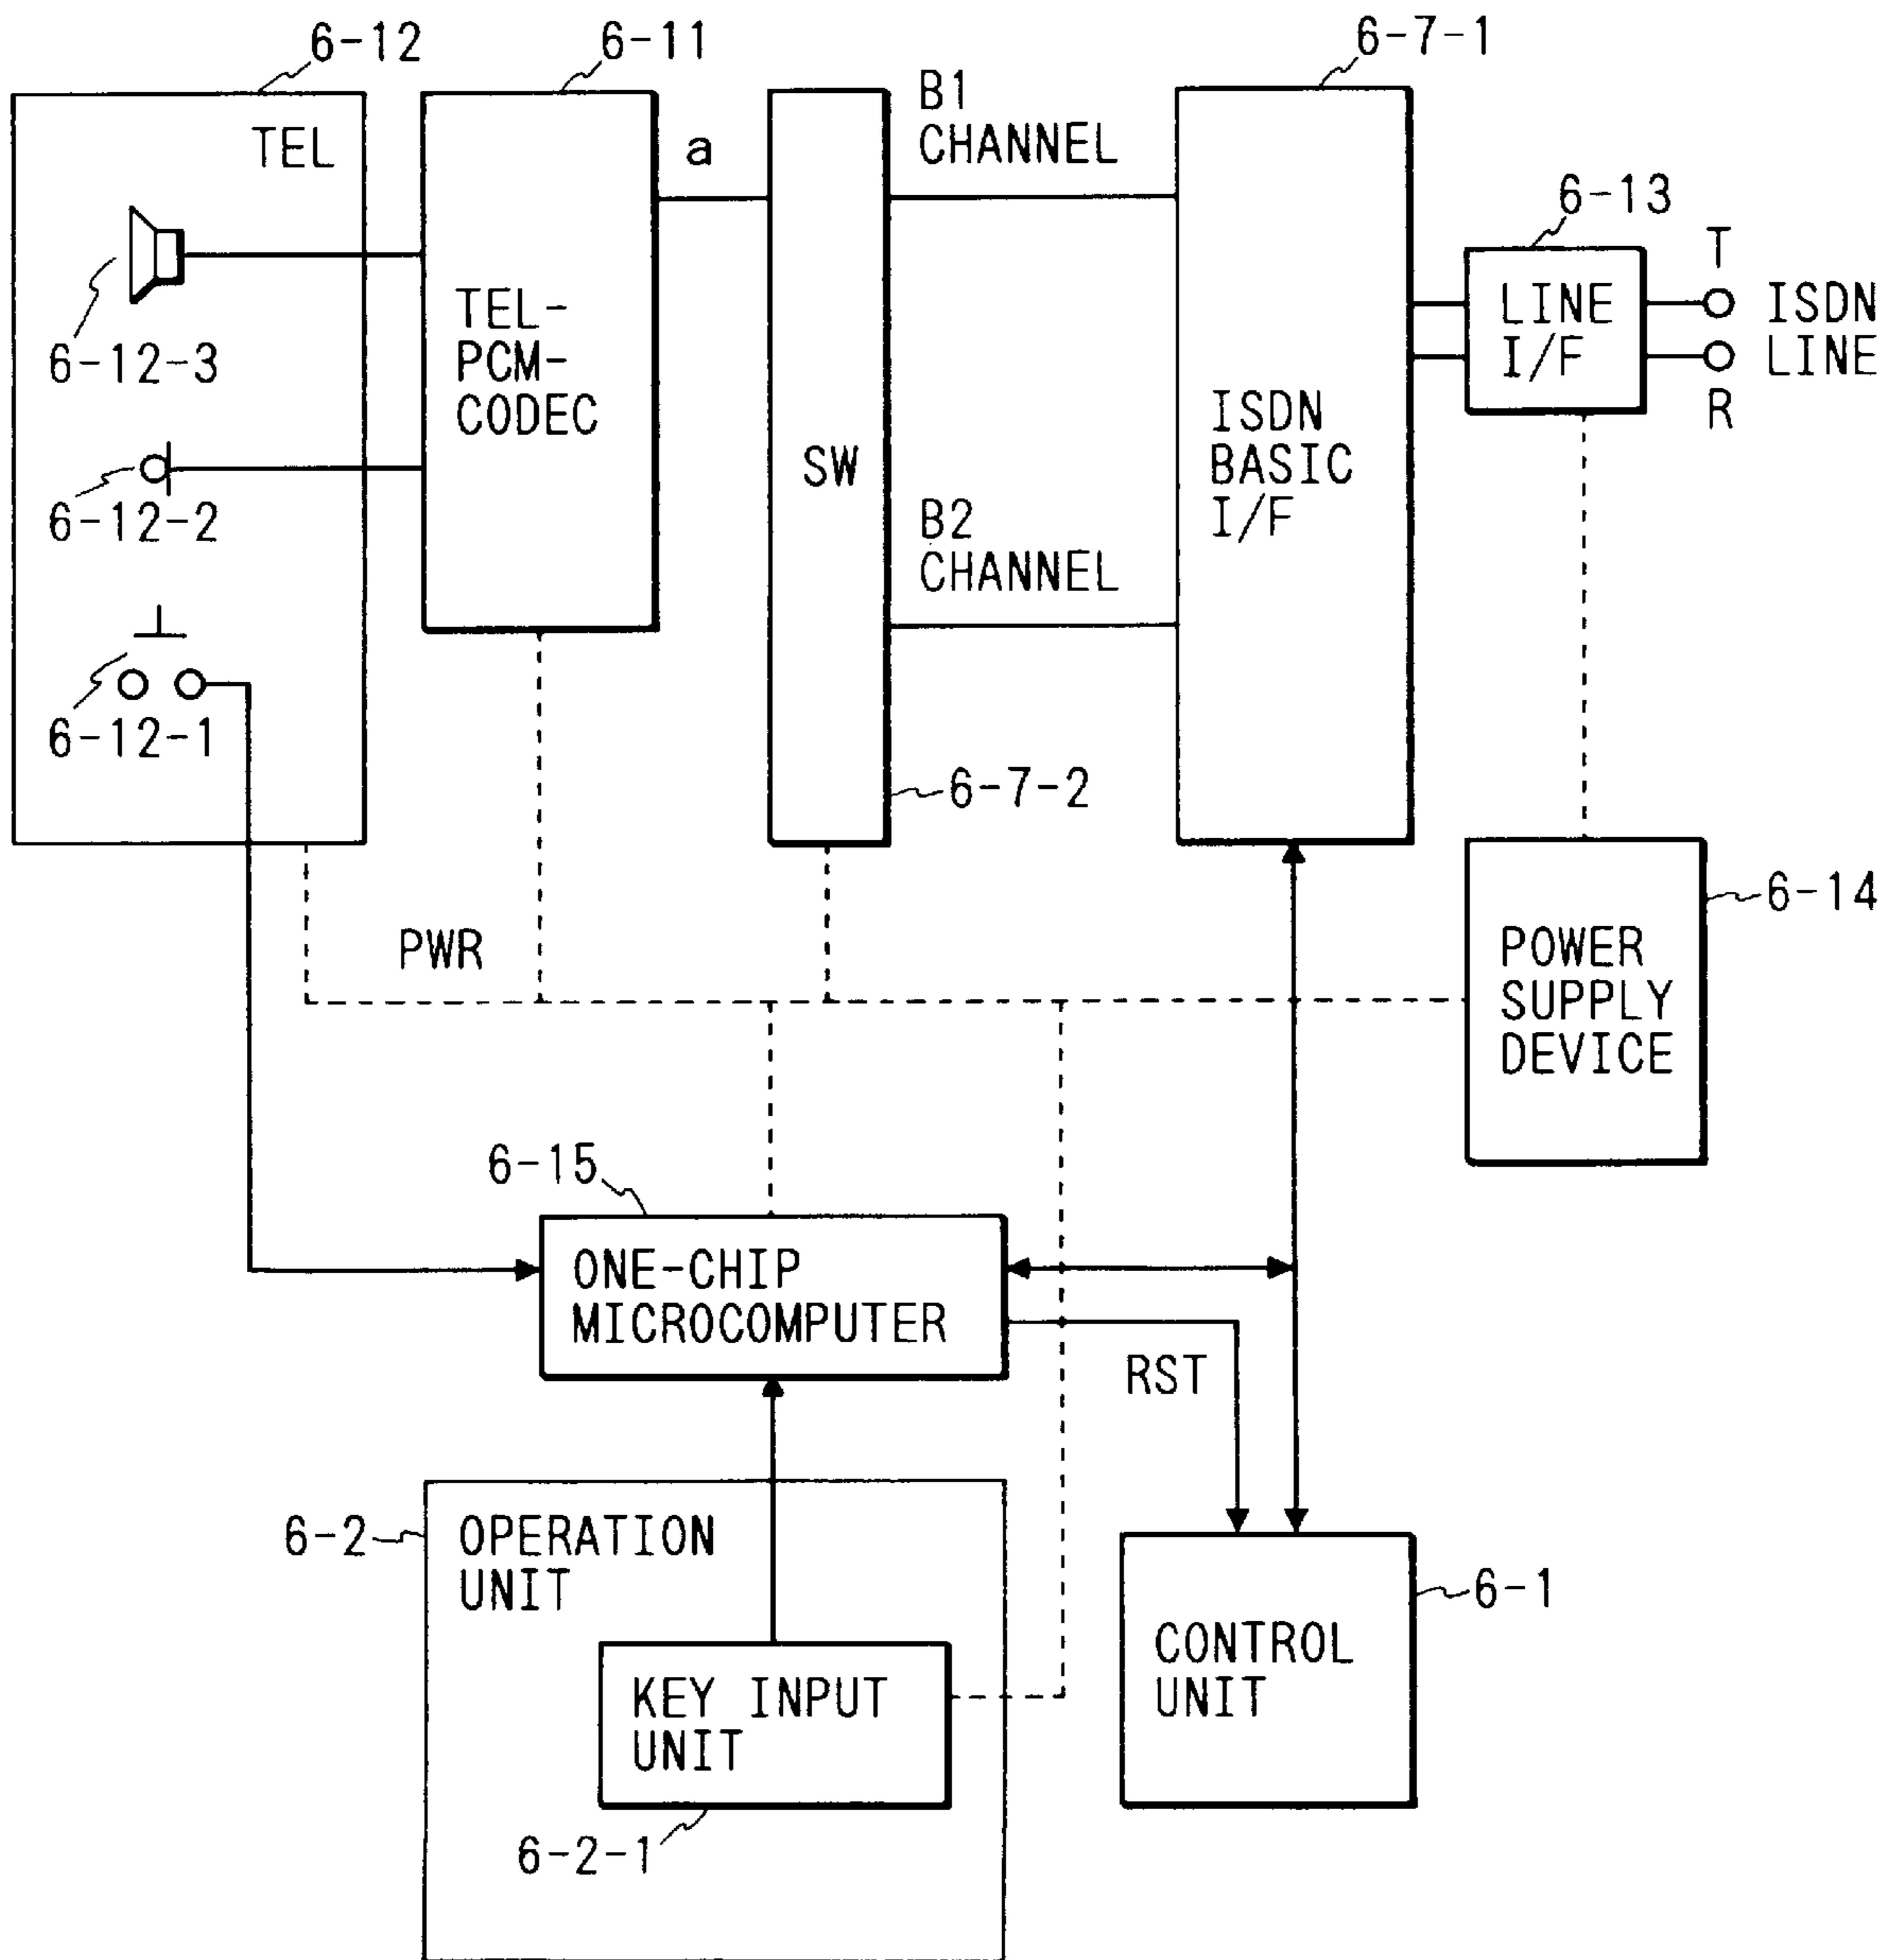 6-12
6-11
6-7-1
TEL
a
B1
CHANNEL
6-13
T
ISDN
LINE
R
LINE
I/F
6-12-3
TEL-
PCM-
CODEC
SW
ISDN
BASIC
I/F
6-12-2
B2
CHANNEL
6-12-1
6-7-2
6-14
PWR
POWER
SUPPLY
DEVICE
6-15
ONE-CHIP
MICROCOMPUTER
RST
6-2
OPERATION
UNIT
6-1
CONTROL
UNIT
KEY INPUT
UNIT
6-2-1